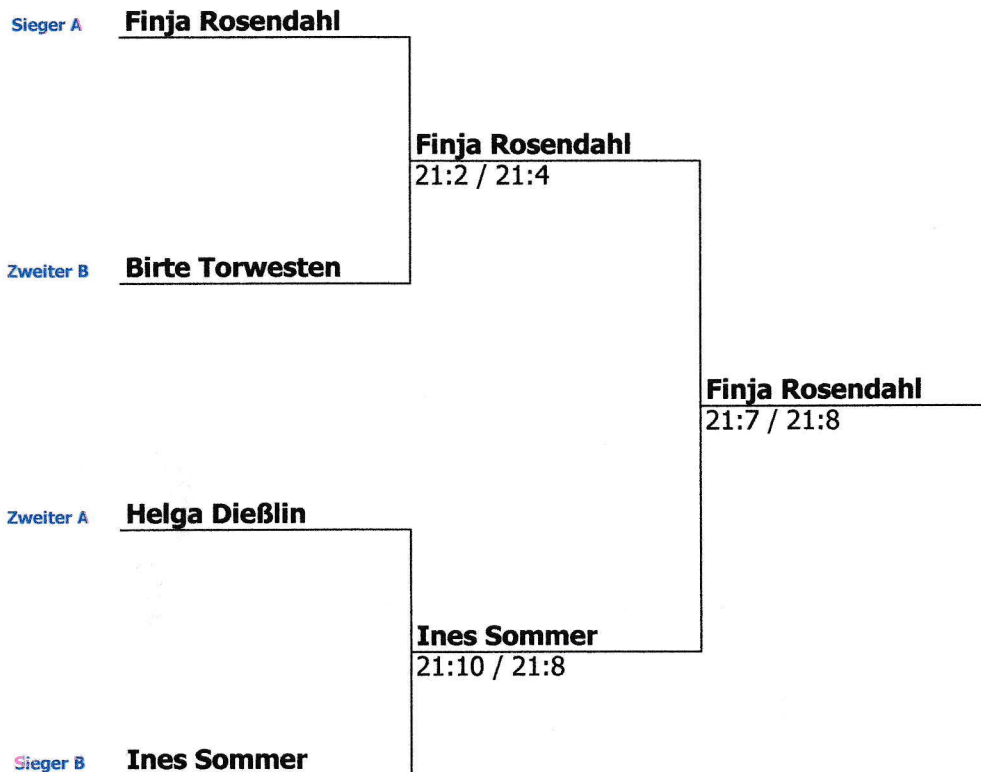 Sieger A Finja Rosendahl
Finja Rosendahl
21:2 / 21:4
Zweiter B Birte Torwesten
Finja Rosendahl
21:7 / 21:8
Zweiter A Helga Dießlin
Ines Sommer
21:10 / 21:8
Sieger B Ines Sommer